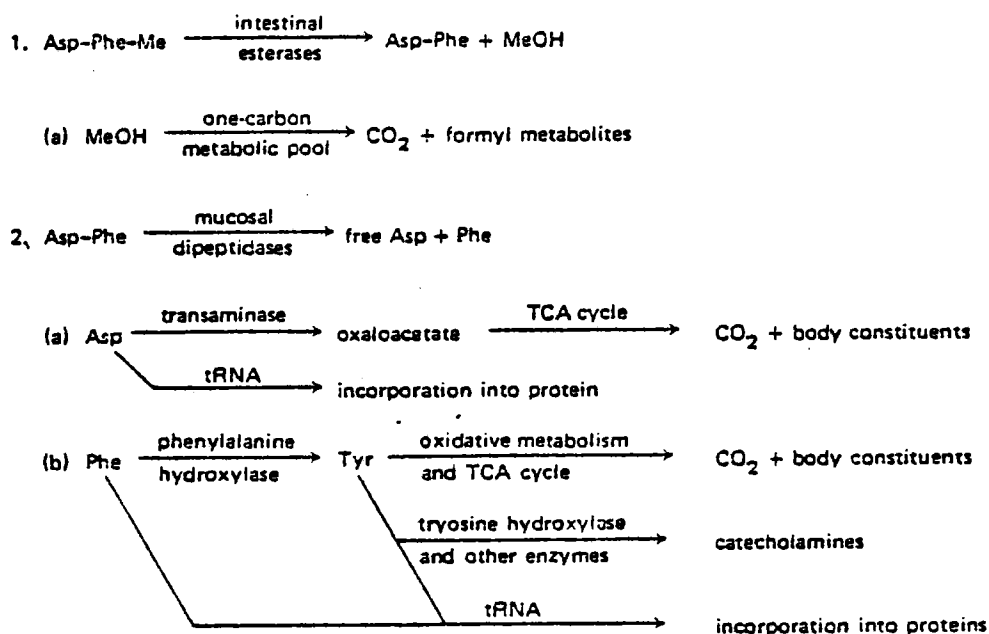 intestinal
1. Asp-Phe-Me esterases Asp-Phe + MeOH
one-carbon
(a) MeOH metabolic pool CO2 + formyl metabolites
mucosal
2. Asp-Phe dipeptidases free Asp + Phe
transaminase TCA cycle
(a) Asp oxaloacetate CO2 + body constituents
tRNA
incorporation into protein
phenylalanine oxidative metabolism
(b) Phe hydroxylase Tyr and TCA cycle CO2 + body constituents
tryosine hydroxylase
and other enzymes catecholamines
tRNA
incorporation into proteins